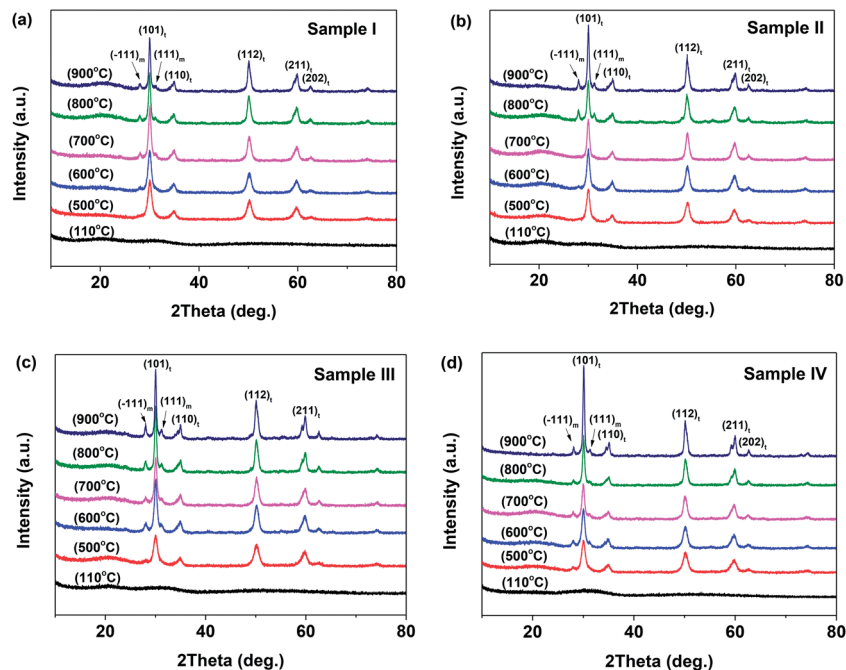 (a)
Sample I
(101)t
(-111)m
(111)m
(110)t
(112)t
(211)t
(202)t
(900°C)
(800°C)
(700°C)
(600°C)
(500°C)
(110°C)
Intensity (a.u.)
20 40 60 80
2Theta (deg.)
(b)
Sample II
(101)t
(-111)m
(111)m
(110)t
(112)t
(211)t
(202)t
(900°C)
(800°C)
(700°C)
(600°C)
(500°C)
(110°C)
Intensity (a.u.)
20 40 60 80
2Theta (deg.)
(c)
Sample III
(101)t
(-111)m
(111)m
(110)t
(112)t
(211)t
(900°C)
(800°C)
(700°C)
(600°C)
(500°C)
(110°C)
Intensity (a.u.)
20 40 60 80
2Theta (deg.)
(d)
Sample IV
(101)t
(-111)m
(111)m
(110)t
(112)t
(211)t
(202)t
(900°C)
(800°C)
(700°C)
(600°C)
(500°C)
(110°C)
Intensity (a.u.)
20 40 60 80
2Theta (deg.)